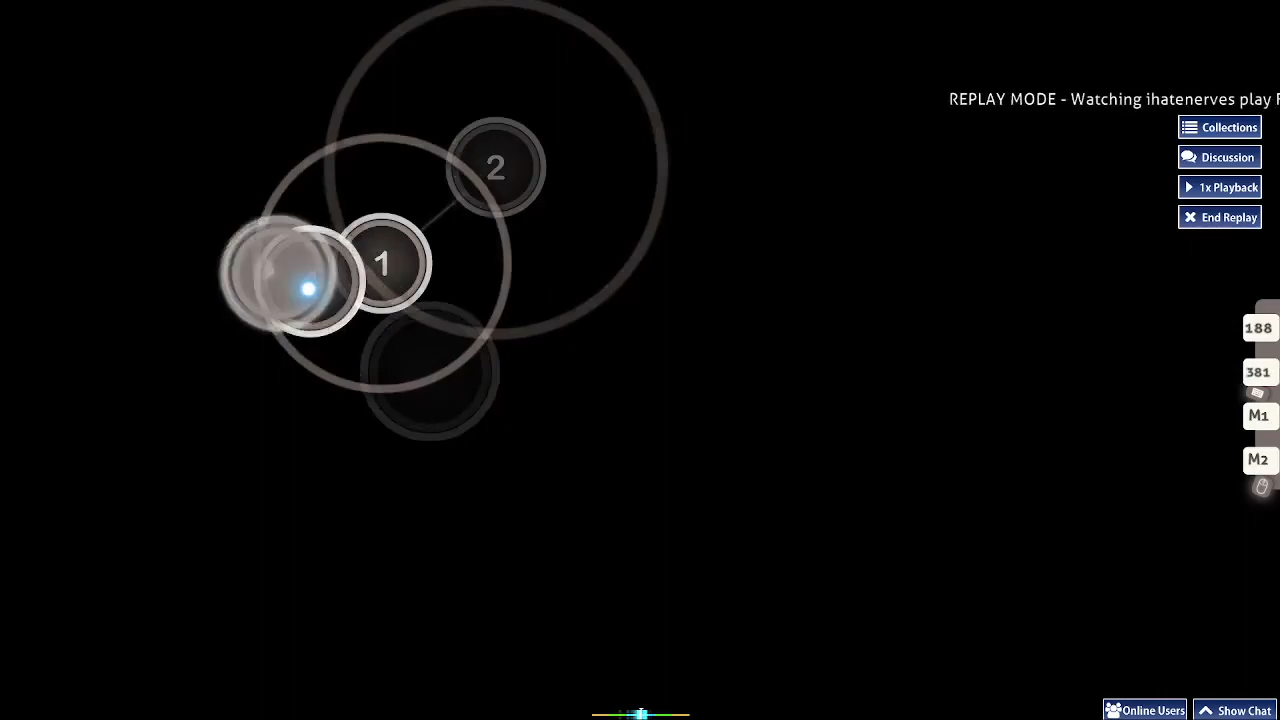 REPLAY MODE - Watching ihatenerves play
Collections
Discussion
1x Playback
End Replay
2
1
188
381
M1
M2
Online Users
Show Chat